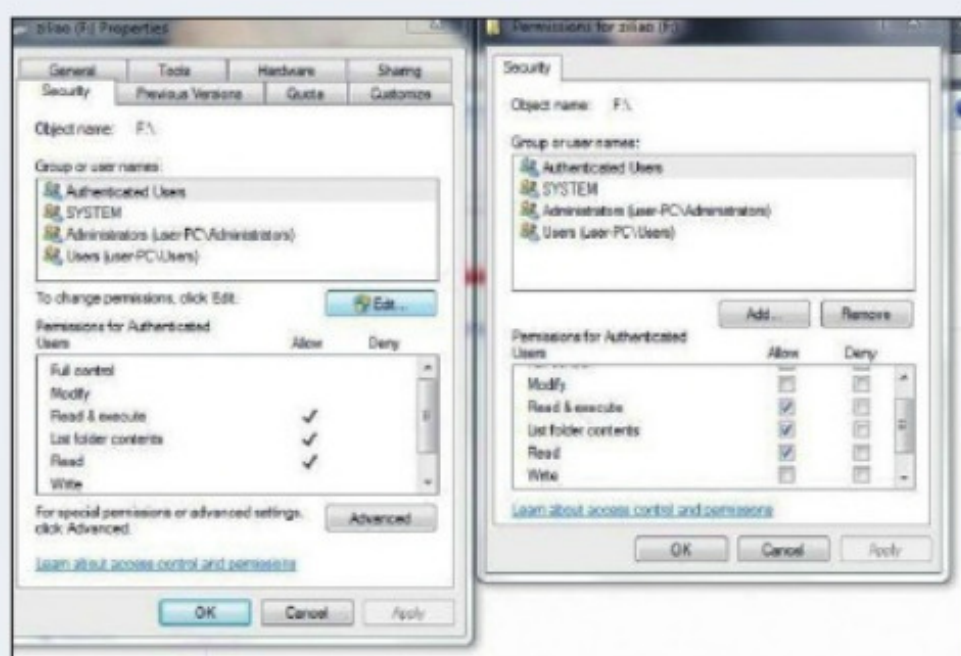 ziliao (F:) Properties
General Tools Hardware Sharing
Security Previous Versions Quota Customize
Object name: F:\
Group or user names:
Authenticated Users
SYSTEM
Administrators (user-PC\Administrators)
Users (user-PC\Users)
To change permissions, click Edit.
Edit...
Permissions for Authenticated
Users Allow Deny
Full control
Modify
Read & execute
List folder contents
Read
Write
For special permissions or advanced settings,
click Advanced.
Advanced
Learn about access control and permissions
OK Cancel Apply
Permissions for ziliao (F:)
Security
Object name: F:\
Group or user names:
Authenticated Users
SYSTEM
Administrators (user-PC\Administrators)
Users (user-PC\Users)
Add... Remove
Permissions for Authenticated
Users Allow Deny
Modify
Read & execute
List folder contents
Read
Write
Learn about access control and permissions
OK Cancel Apply